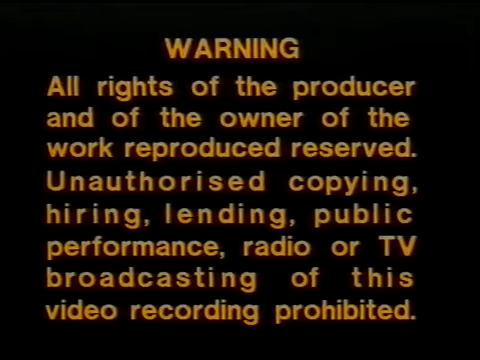 WARNING
All rights of the producer
and of the owner of the
work reproduced reserved.
Unauthorised copying,
hiring, lending, public
performance, radio or TV
broadcasting of this
video recording prohibited.